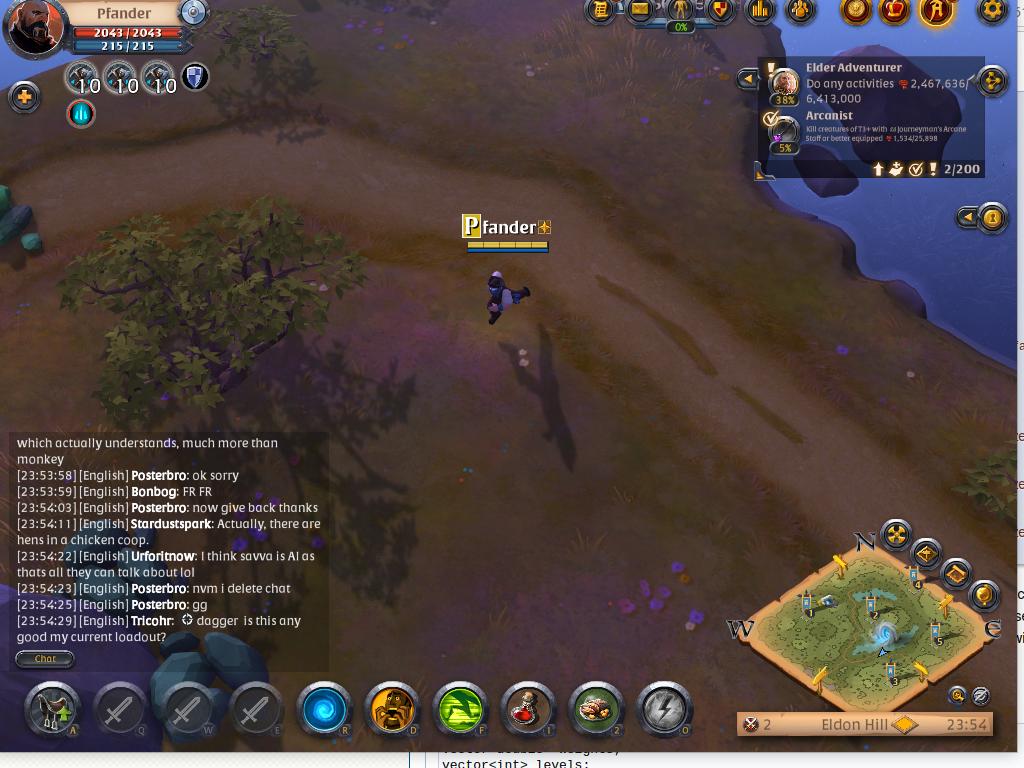 Pfander
2043 / 2043
215 / 215
10 10 10
0%
Elder Adventurer
Do any activities 2,467,636/
6,413,000
38%
Arcanist
Kill creatures of T3+ with a Journeyman's Arcane
Staff or better equipped 1,534/25,898
5%
2/200
Pfander
which actually understands, much more than
monkey
[23:53:58] [English] Posterbro: ok sorry
[23:53:59] [English] Bonbog: FR FR
[23:54:03] [English] Posterbro: now give back thanks
[23:54:11] [English] Stardustspark: Actually, there are
hens in a chicken coop.
[23:54:22] [English] Urforitnow: I think savva is AI as
thats all they can talk about lol
[23:54:23] [English] Posterbro: nvm i delete chat
[23:54:25] [English] Posterbro: gg
[23:54:29] [English] Tricohr: dagger is this any
good my current loadout?
Chat
A Q W E R D F 1 2 0
N
W E
1 2 3 4 5
2 Eldon Hill 23:54
vector<int> levels;